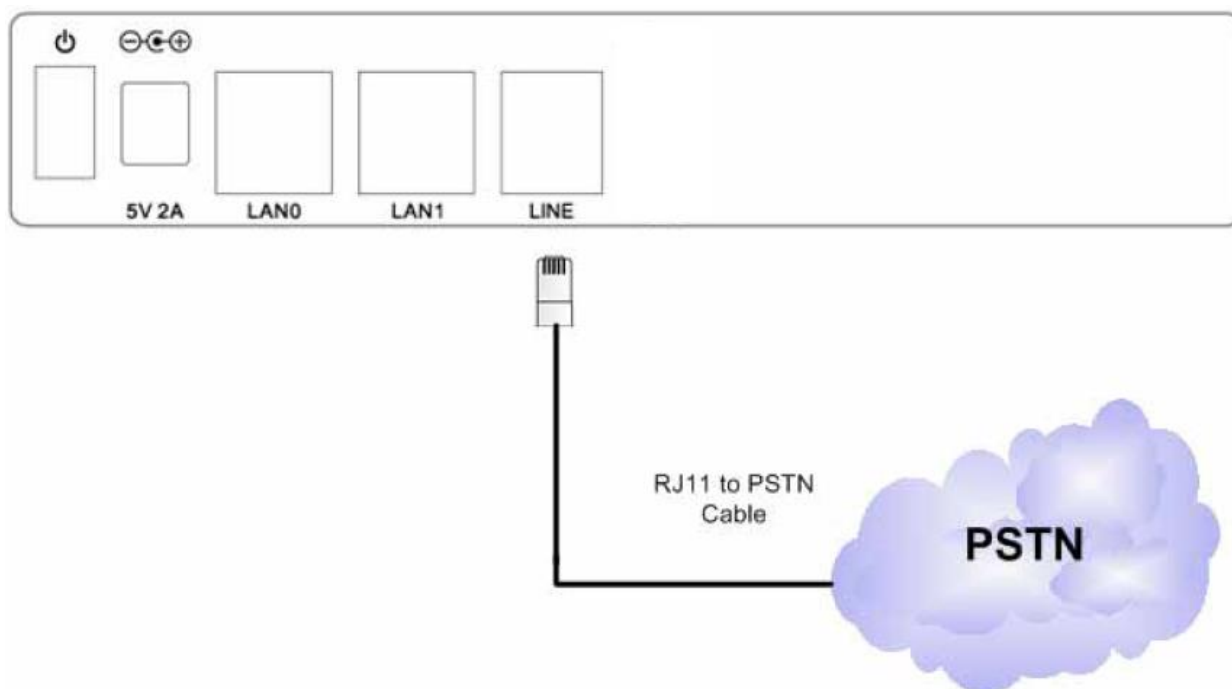 5V 2A
LAN0
LAN1
LINE
RJ11 to PSTN
Cable
PSTN